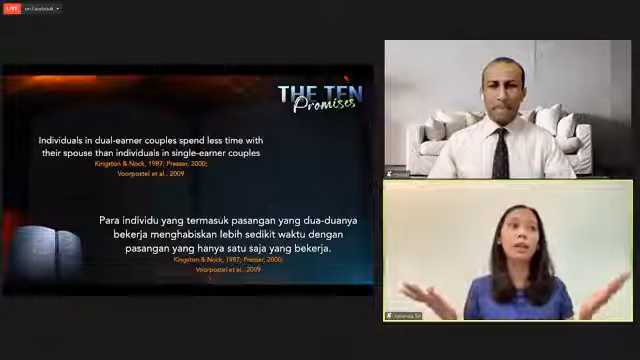 LIVE on Facebook
THE TEN
Promises
Individuals in dual-earner couples spend less time with
their spouse than individuals in single-earner couples
Kingston & Nock, 1987; Presser, 2000;
Voorpostel et al., 2009
Para individu yang termasuk pasangan yang dua-duanya
bekerja menghabiskan lebih sedikit waktu dengan
pasangan yang hanya satu saja yang bekerja.
Kingston & Nock, 1987; Presser, 2000;
Voorpostel et al., 2009